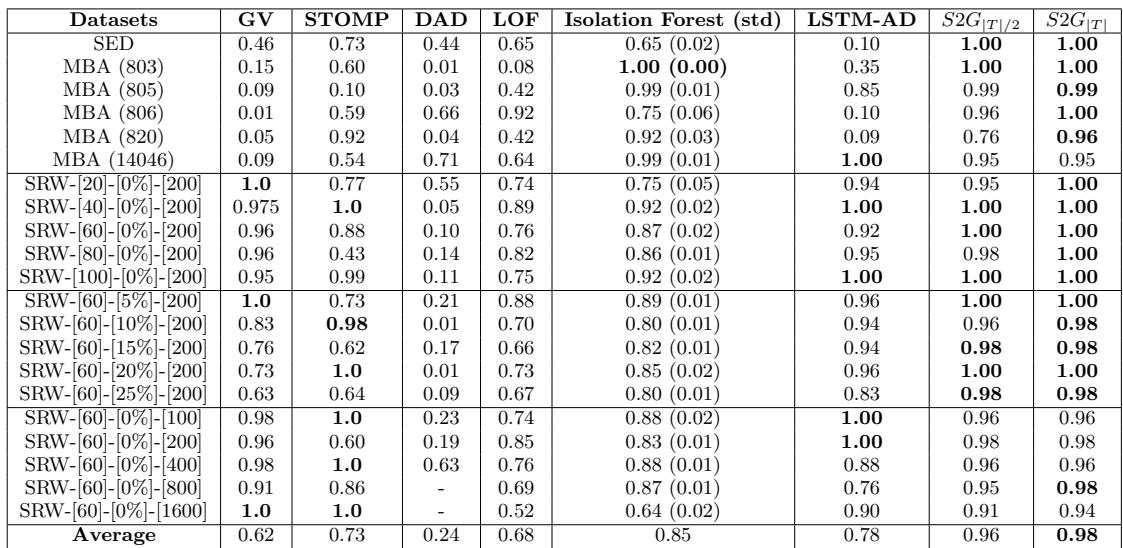 Datasets GV STOMP DAD LOF Isolation Forest (std) LSTM-AD S2G|T|/2 S2G|T|
SED 0.46 0.73 0.44 0.65 0.65 (0.02) 0.10 1.00 1.00
MBA (803) 0.15 0.60 0.01 0.08 1.00 (0.00) 0.35 1.00 1.00
MBA (805) 0.09 0.10 0.03 0.42 0.99 (0.01) 0.85 0.99 0.99
MBA (806) 0.01 0.59 0.66 0.92 0.75 (0.06) 0.10 0.96 1.00
MBA (820) 0.05 0.92 0.04 0.42 0.92 (0.03) 0.09 0.76 0.96
MBA (14046) 0.09 0.54 0.71 0.64 0.99 (0.01) 1.00 0.95 0.95
SRW-[20]-[0%]-[200] 1.0 0.77 0.55 0.74 0.75 (0.05) 0.94 0.95 1.00
SRW-[40]-[0%]-[200] 0.975 1.0 0.05 0.89 0.92 (0.02) 1.00 1.00 1.00
SRW-[60]-[0%]-[200] 0.96 0.88 0.10 0.76 0.87 (0.02) 0.92 1.00 1.00
SRW-[80]-[0%]-[200] 0.96 0.43 0.14 0.82 0.86 (0.01) 0.95 0.98 1.00
SRW-[100]-[0%]-[200] 0.95 0.99 0.11 0.75 0.92 (0.02) 1.00 1.00 1.00
SRW-[60]-[5%]-[200] 1.0 0.73 0.21 0.88 0.89 (0.01) 0.96 1.00 1.00
SRW-[60]-[10%]-[200] 0.83 0.98 0.01 0.70 0.80 (0.01) 0.94 0.96 0.98
SRW-[60]-[15%]-[200] 0.76 0.62 0.17 0.66 0.82 (0.01) 0.94 0.98 0.98
SRW-[60]-[20%]-[200] 0.73 1.0 0.01 0.73 0.85 (0.02) 0.96 1.00 1.00
SRW-[60]-[25%]-[200] 0.63 0.64 0.09 0.67 0.80 (0.01) 0.83 0.98 0.98
SRW-[60]-[0%]-[100] 0.98 1.0 0.23 0.74 0.88 (0.02) 1.00 0.96 0.96
SRW-[60]-[0%]-[200] 0.96 0.60 0.19 0.85 0.83 (0.01) 1.00 0.98 0.98
SRW-[60]-[0%]-[400] 0.98 1.0 0.63 0.76 0.88 (0.01) 0.88 0.96 0.96
SRW-[60]-[0%]-[800] 0.91 0.86 - 0.69 0.87 (0.01) 0.76 0.95 0.98
SRW-[60]-[0%]-[1600] 1.0 1.0 - 0.52 0.64 (0.02) 0.90 0.91 0.94
Average 0.62 0.73 0.24 0.68 0.85 0.78 0.96 0.98